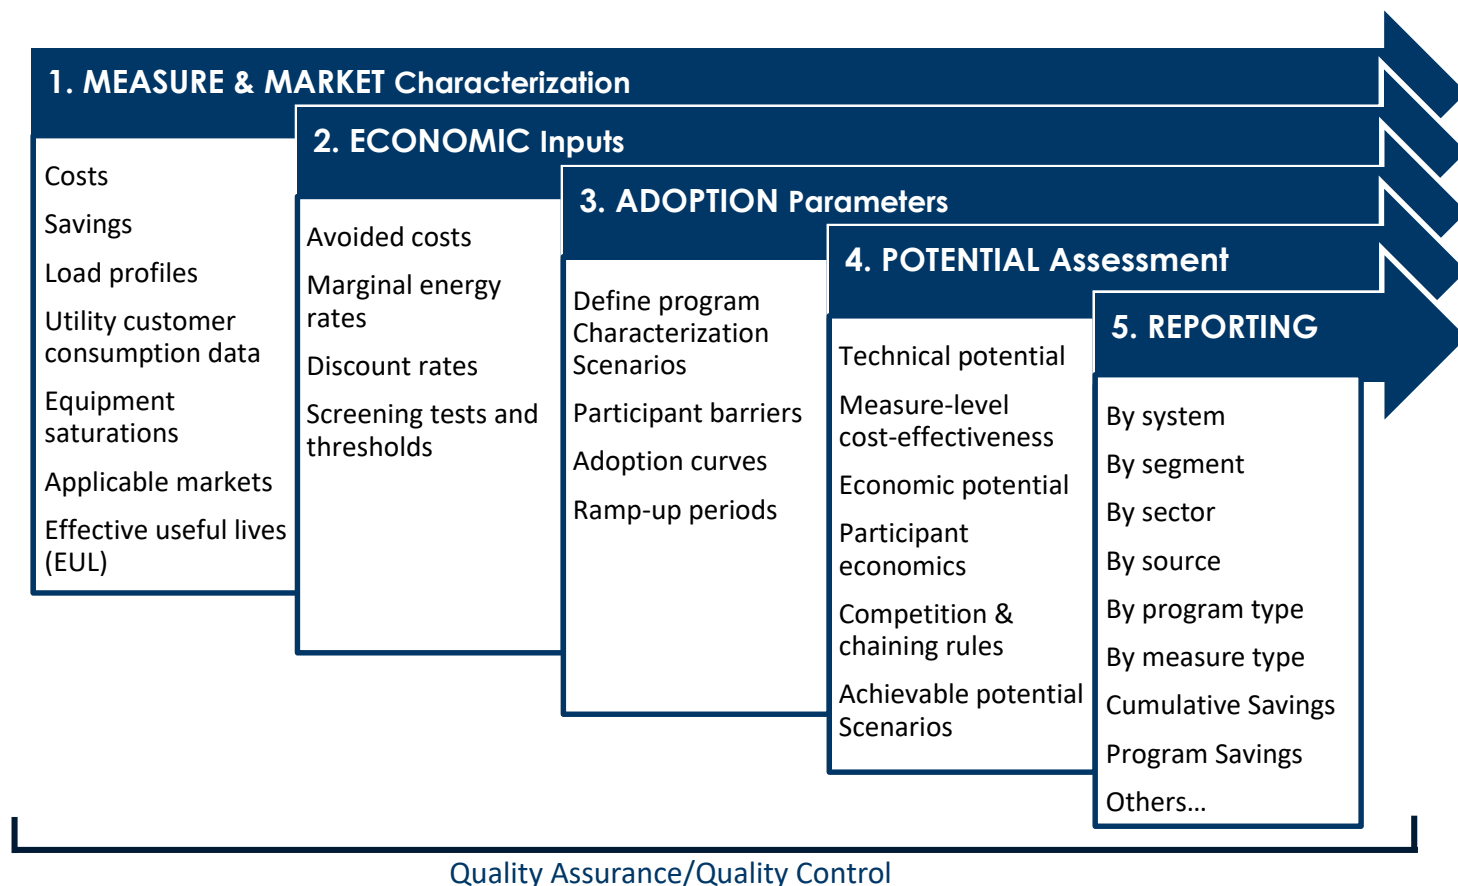 1. MEASURE & MARKET Characterization
Costs
Savings
Load profiles
Utility customer
consumption data
Equipment
saturations
Applicable markets
Effective useful lives
(EUL)
2. ECONOMIC Inputs
Avoided costs
Marginal energy
rates
Discount rates
Screening tests and
thresholds
3. ADOPTION Parameters
Define program
Characterization
Scenarios
Participant barriers
Adoption curves
Ramp-up periods
4. POTENTIAL Assessment
Technical potential
Measure-level
cost-effectiveness
Economic potential
Participant
economics
Competition &
chaining rules
Achievable potential
Scenarios
5. REPORTING
By system
By segment
By sector
By source
By program type
By measure type
Cumulative Savings
Program Savings
Others…
Quality Assurance/Quality Control